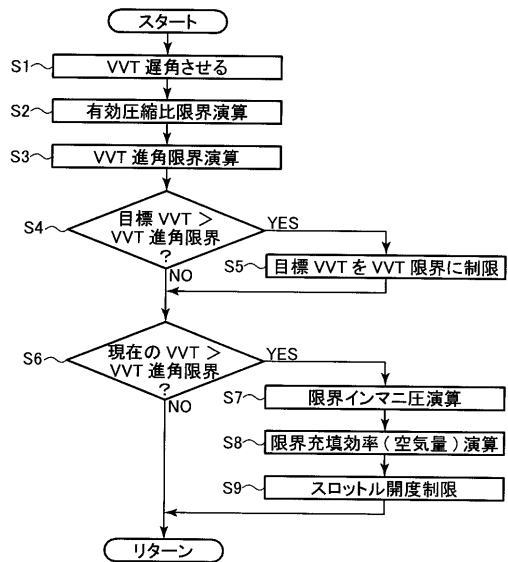 スタート
S1
VVT 遅角させる
S2
有効圧縮比限界演算
S3
VVT 進角限界演算
S4
目標 VVT >
VVT 進角限界
?
YES
NO
S5
目標 VVT を VVT 限界に制限
S6
現在の VVT >
VVT 進角限界
?
YES
NO
S7
限界インマニ圧演算
S8
限界充填効率(空気量)演算
S9
スロットル開度制限
リターン